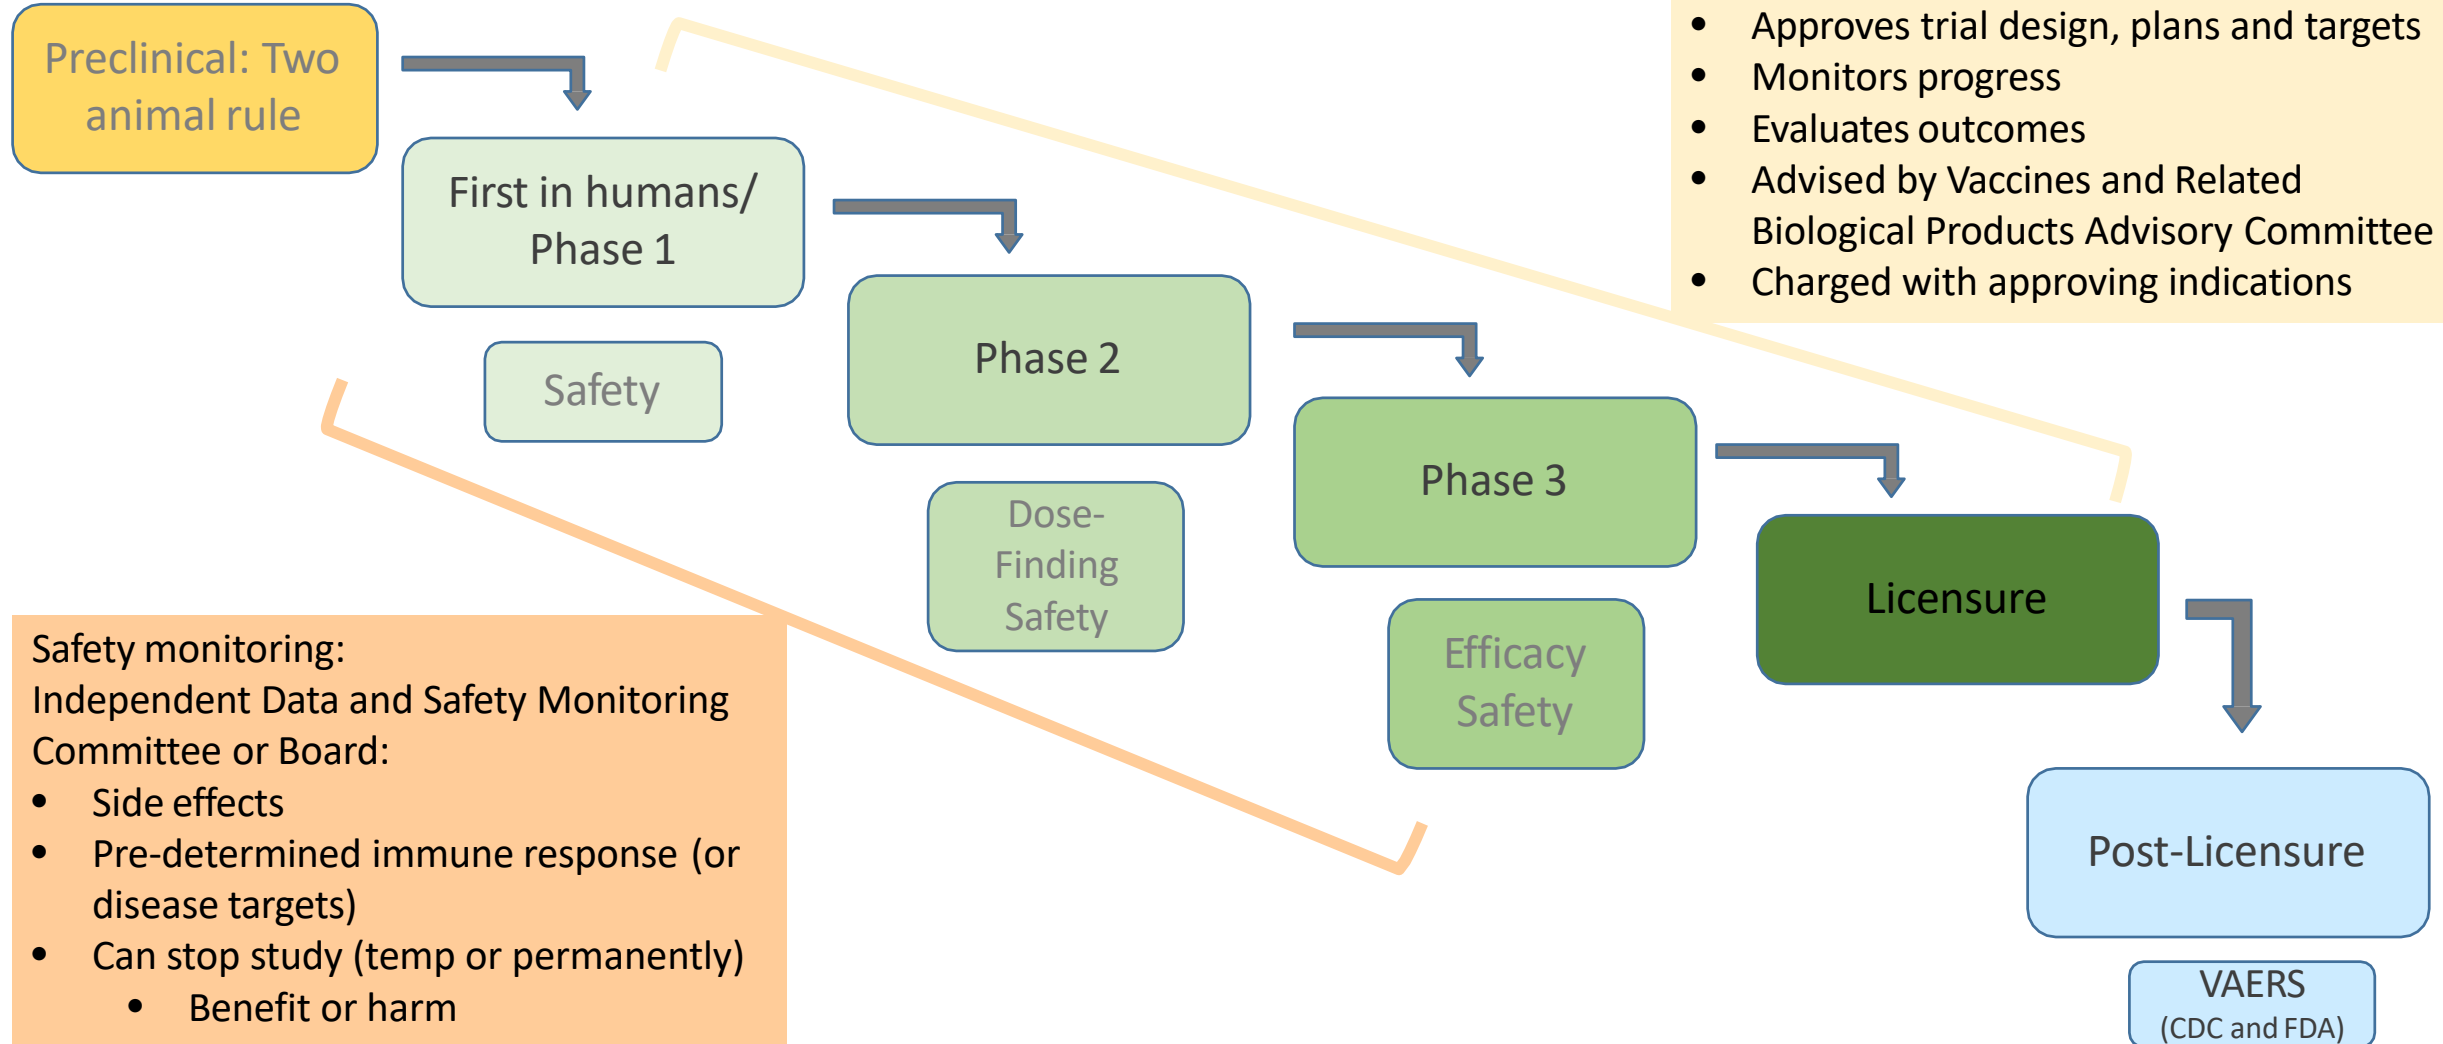 Preclinical: Two
animal rule
First in humans/
Phase 1
Safety
Phase 2
Dose-
Finding
Safety
Phase 3
Efficacy
Safety
Licensure
Post-Licensure
VAERS
(CDC and FDA)
• Approves trial design, plans and targets
• Monitors progress
• Evaluates outcomes
• Advised by Vaccines and Related
Biological Products Advisory Committee
• Charged with approving indications
Safety monitoring:
Independent Data and Safety Monitoring
Committee or Board:
• Side effects
• Pre-determined immune response (or
disease targets)
• Can stop study (temp or permanently)
• Benefit or harm